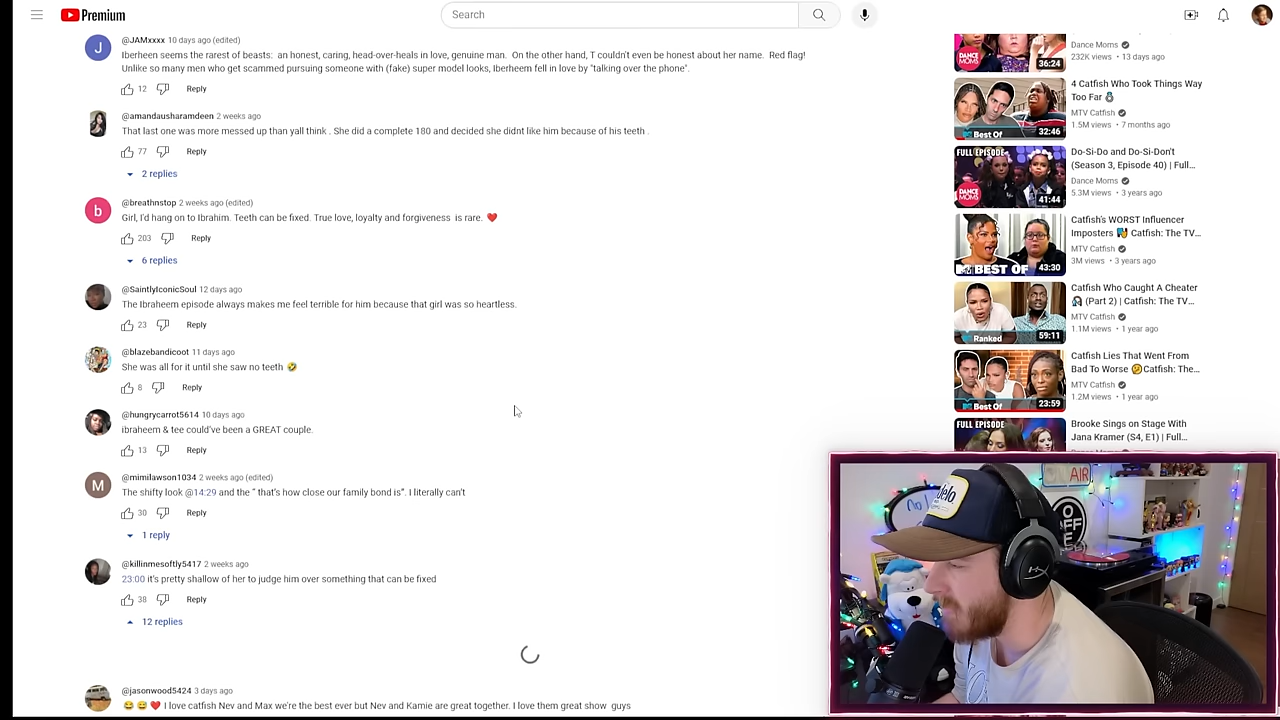 Premium
Search
@JAMxxxx 10 days ago (edited)
Iberheen seems the rarest of beasts: an honest, caring, head-over-heals in love, genuine man. On the other hand, T couldn't even be honest about her name. Red flag!
Unlike so many men who get scammed pursuing someone with (fake) super model looks, Iberheem fell in love by "talking over the phone".
12 Reply
@amandausharamdeen 2 weeks ago
That last one was more messed up than yall think . She did a complete 180 and decided she didnt like him because of his teeth .
77 Reply
2 replies
@breathnstop 2 weeks ago (edited)
Girl, I'd hang on to Ibrahim. Teeth can be fixed. True love, loyalty and forgiveness is rare. ❤️
203 Reply
6 replies
@SaintlyIconicSoul 12 days ago
The Ibraheem episode always makes me feel terrible for him because that girl was so heartless.
23 Reply
@blazebandicoot 11 days ago
She was all for it until she saw no teeth 🤣
8 Reply
@hungrycarrot5614 10 days ago
ibraheem & tee could've been a GREAT couple.
13 Reply
@mimilawson1034 2 weeks ago (edited)
The shifty look @14:29 and the " that's how close our family bond is". I literally can't
30 Reply
1 reply
@killinmesoftly5417 2 weeks ago
23:00 it's pretty shallow of her to judge him over something that can be fixed
38 Reply
12 replies
@jasonwood5424 3 days ago
😂😅❤️ I love catfish Nev and Max we're the best ever but Nev and Kamie are great together. I love them great show guys
DANCE MOMS
36:24
Dance Moms
232K views • 13 days ago
Best Of
32:46
4 Catfish Who Took Things Way
Too Far 💍
MTV Catfish
1.5M views • 7 months ago
FULL EPISODE
DANCE MOMS
41:44
Do-Si-Do and Do-Si-Don't
(Season 3, Episode 40) | Full...
Dance Moms
5.3M views • 3 years ago
BEST OF
43:30
Catfish's WORST Influencer
Imposters 🤳 Catfish: The TV...
MTV Catfish
3M views • 3 years ago
Ranked
59:11
Catfish Who Caught A Cheater
(Part 2) | Catfish: The TV...
MTV Catfish
1.1M views • 1 year ago
Best Of
23:59
Catfish Lies That Went From
Bad To Worse 🤥Catfish: The...
MTV Catfish
1.2M views • 1 year ago
FULL EPISODE
Brooke Sings on Stage With
Jana Kramer (S4, E1) | Full...
AIR